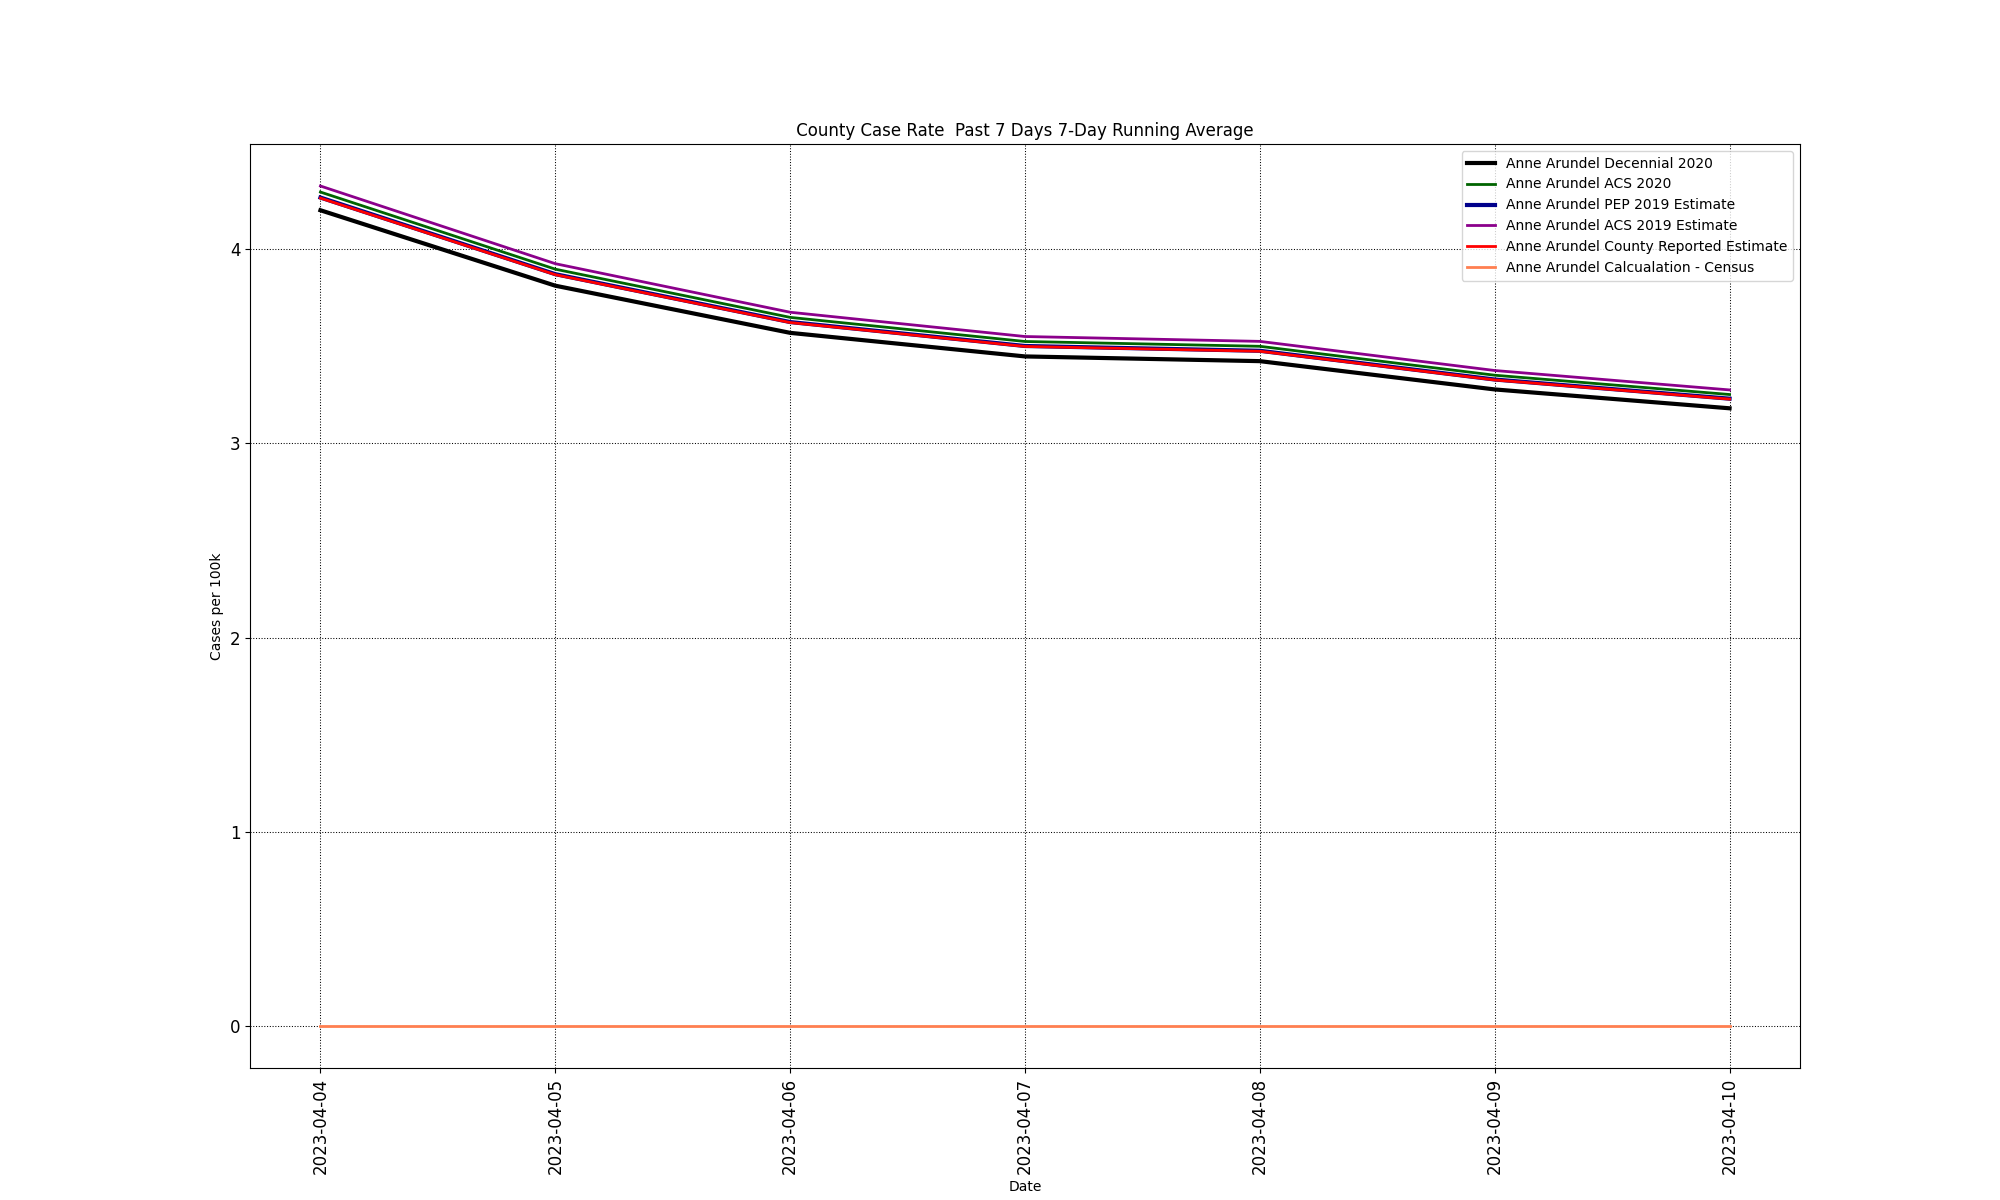 County Case Rate  Past 7 Days 7-Day Running Average
Anne Arundel Decennial 2020
Anne Arundel ACS 2020
Anne Arundel PEP 2019 Estimate
Anne Arundel ACS 2019 Estimate
Anne Arundel County Reported Estimate
Anne Arundel Calcualation - Census
Cases per 100k
4
3
2
1
0
2023-04-04
2023-04-05
2023-04-06
2023-04-07
2023-04-08
2023-04-09
2023-04-10
Date